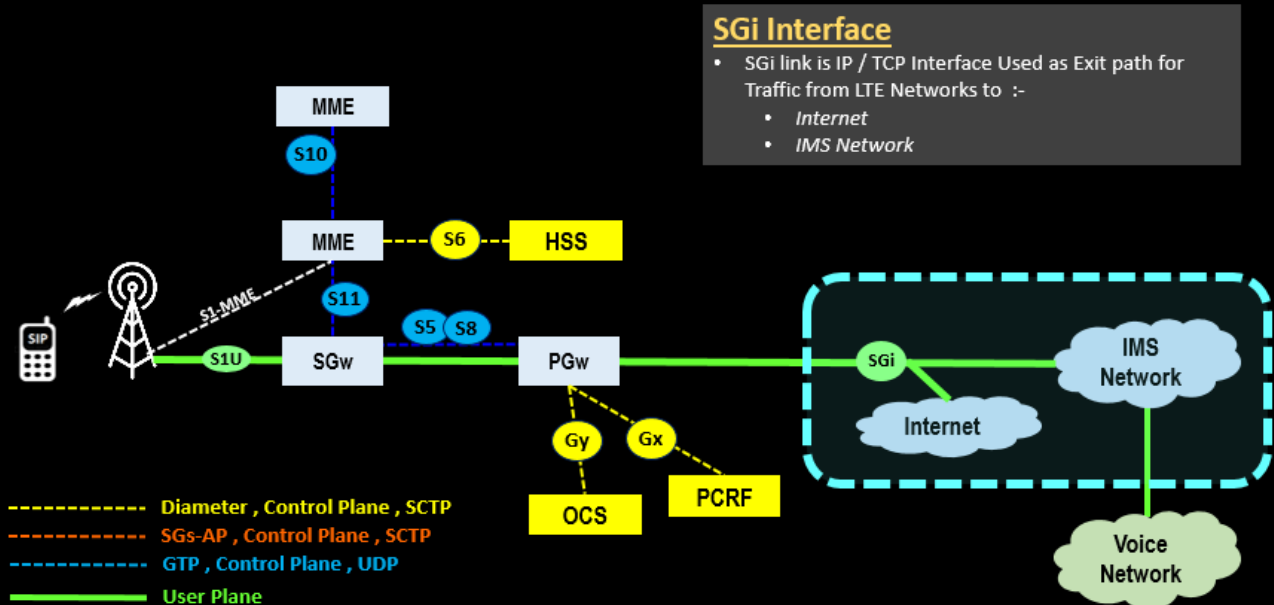 SGi Interface
• SGi link is IP / TCP Interface Used as Exit path for
Traffic from LTE Networks to :-
• Internet
• IMS Network
MME
S10
MME
S6
HSS
S1-MME
S11
SIP
S1U
SGw
S5
S8
PGw
SGi
IMS
Network
Internet
Gy
Gx
OCS
PCRF
Voice
Network
Diameter , Control Plane , SCTP
SGs-AP , Control Plane , SCTP
GTP , Control Plane , UDP
User Plane